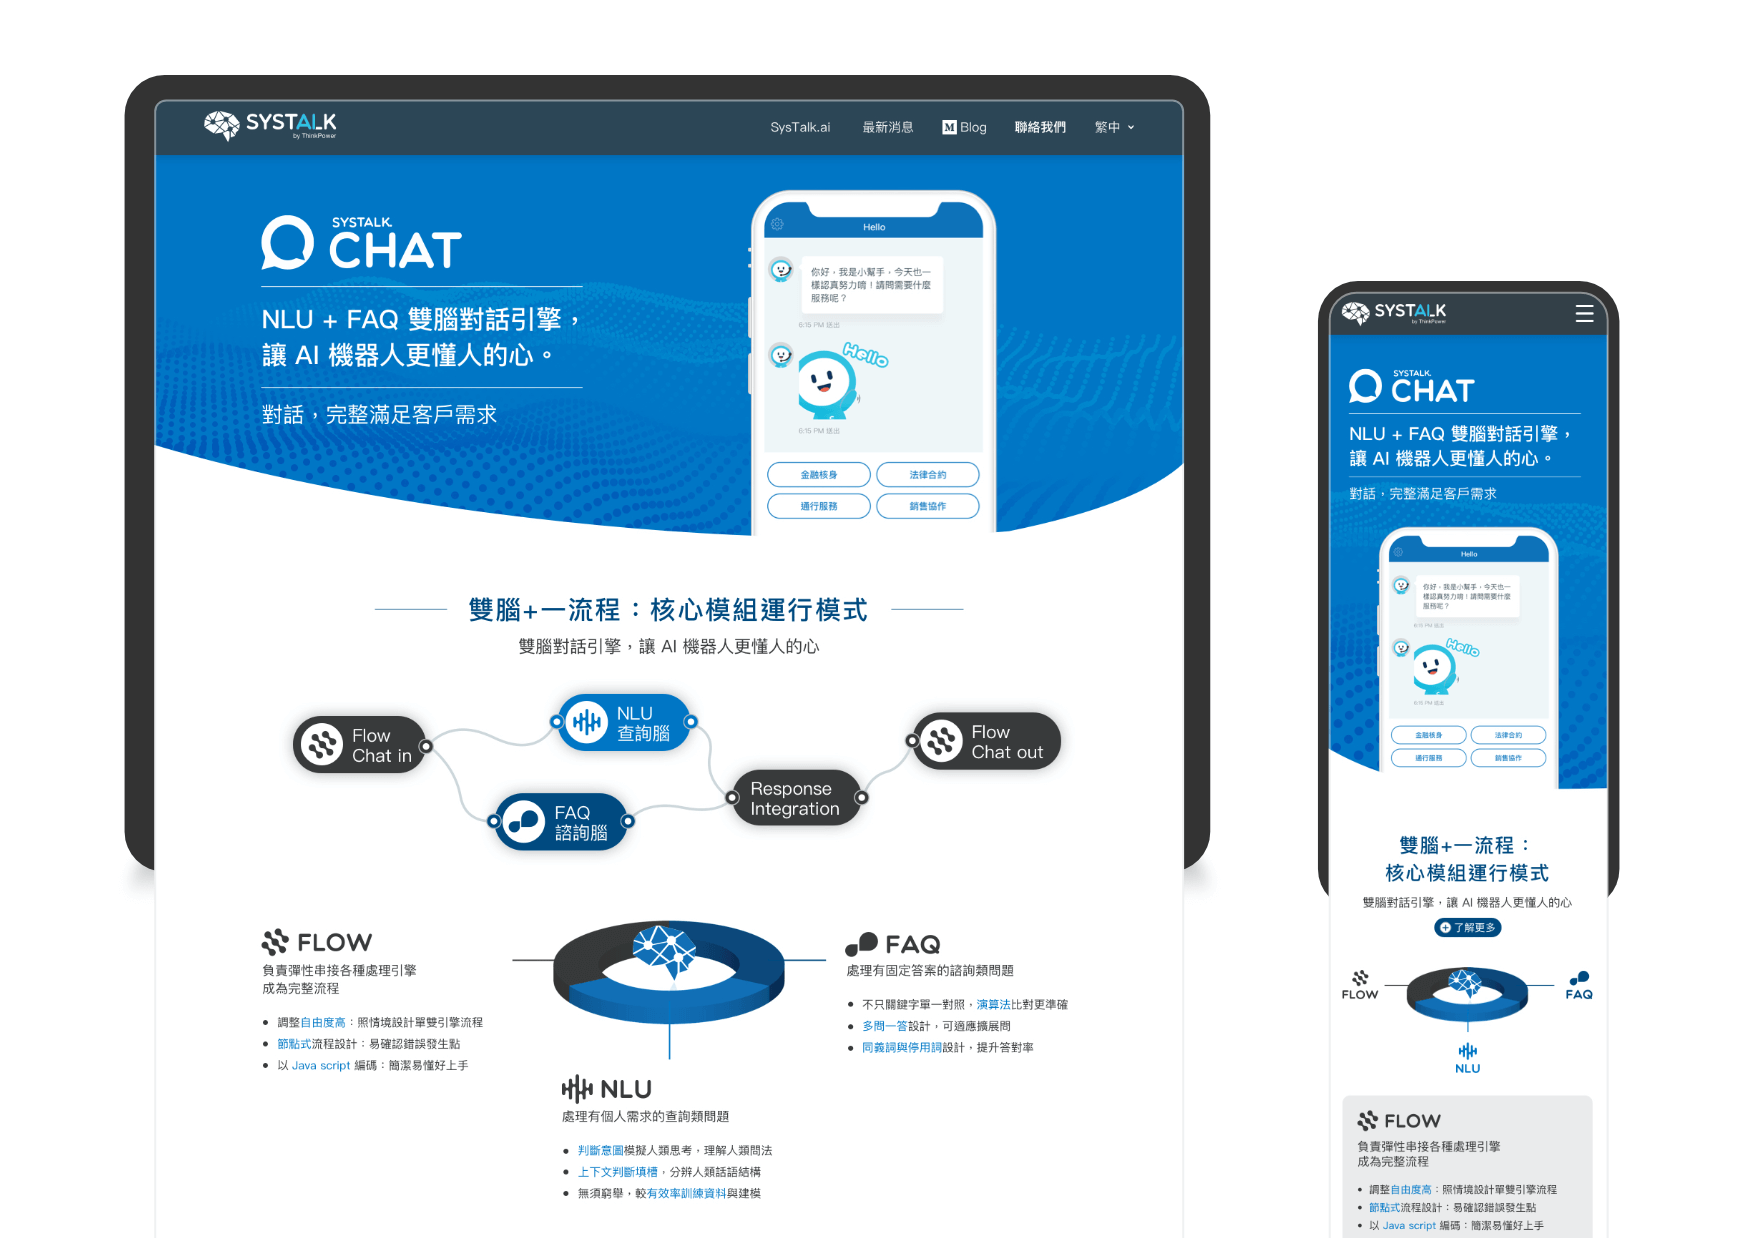 SYSTALK
by ThinkPower
SysTalk.ai
最新消息
M Blog
聯絡我們
繁中
SYSTALK
CHAT
NLU + FAQ 雙腦對話引擎，
讓 AI 機器人更懂人的心。
對話，完整滿足客戶需求
Hello
你好，我是小幫手，今天也一
樣認真努力唷！請問需要什麼
服務呢？
6:15 PM 送出
Hello
6:15 PM 送出
金融核身
法律合約
通行服務
銷售協作
雙腦+一流程：核心模組運行模式
雙腦對話引擎，讓 AI 機器人更懂人的心
Flow
Chat in
NLU
查詢腦
FAQ
諮詢腦
Response
Integration
Flow
Chat out
FLOW
負責彈性串接各種處理引擎
成為完整流程
調整自由度高：照情境設計單雙引擎流程
節點式流程設計：易確認錯誤發生點
以 Java script 編碼：簡潔易懂好上手
FAQ
處理有固定答案的諮詢類問題
不只關鍵字單一對照，演算法比對更準確
多問一答設計，可適應擴展問
同義詞與停用詞設計，提升答對率
NLU
處理有個人需求的查詢類問題
判斷意圖模擬人類思考，理解人類問法
上下文判斷填槽，分辨人類話語結構
無須窮舉，較有效率訓練資料與建模
SYSTALK
by ThinkPower
SYSTALK
CHAT
NLU + FAQ 雙腦對話引擎，
讓 AI 機器人更懂人的心。
對話，完整滿足客戶需求
Hello
你好，我是小幫手，今天也一
樣認真努力唷！請問需要什麼
服務呢？
6:15 PM 送出
Hello
6:15 PM 送出
金融核身
法律合約
通行服務
銷售協作
雙腦+一流程：
核心模組運行模式
雙腦對話引擎，讓 AI 機器人更懂人的心
了解更多
FLOW
FAQ
NLU
FLOW
負責彈性串接各種處理引擎
成為完整流程
調整自由度高：照情境設計單雙引擎流程
節點式流程設計：易確認錯誤發生點
以 Java script 編碼：簡潔易懂好上手